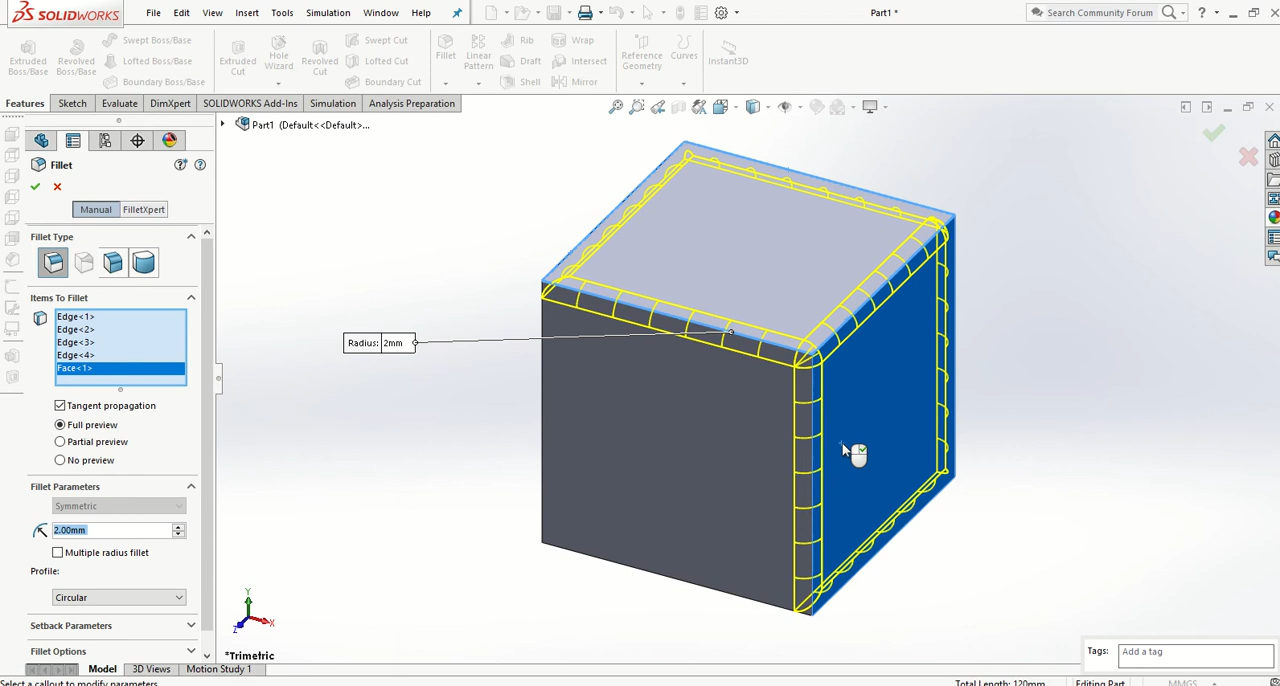 SOLIDWORKS File Edit View Insert Tools Simulation Window Help Part1 * Search Community Forum ?
Extruded Boss/Base
Revolved Boss/Base
Swept Boss/Base
Lofted Boss/Base
Boundary Boss/Base
Extruded Cut
Hole Wizard
Revolved Cut
Swept Cut
Lofted Cut
Boundary Cut
Fillet
Linear Pattern
Rib
Draft
Shell
Wrap
Intersect
Mirror
Reference Geometry
Curves
Instant3D
Features Sketch Evaluate DimXpert SOLIDWORKS Add-Ins Simulation Analysis Preparation
Part1 (Default<<Default>...
Fillet
Manual FilletXpert
Fillet Type
Items To Fillet
Edge<1>
Edge<2>
Edge<3>
Edge<4>
Face<1>
Tangent propagation
Full preview
Partial preview
No preview
Fillet Parameters
Symmetric
2.00mm
Multiple radius fillet
Profile:
Circular
Setback Parameters
Fillet Options
Radius: 2mm
Y
X
Z
*Trimetric
Tags: Add a tag
Model 3D Views Motion Study 1
Select a callout to modify parameters
Total Length: 120mm Editing Part MMGS